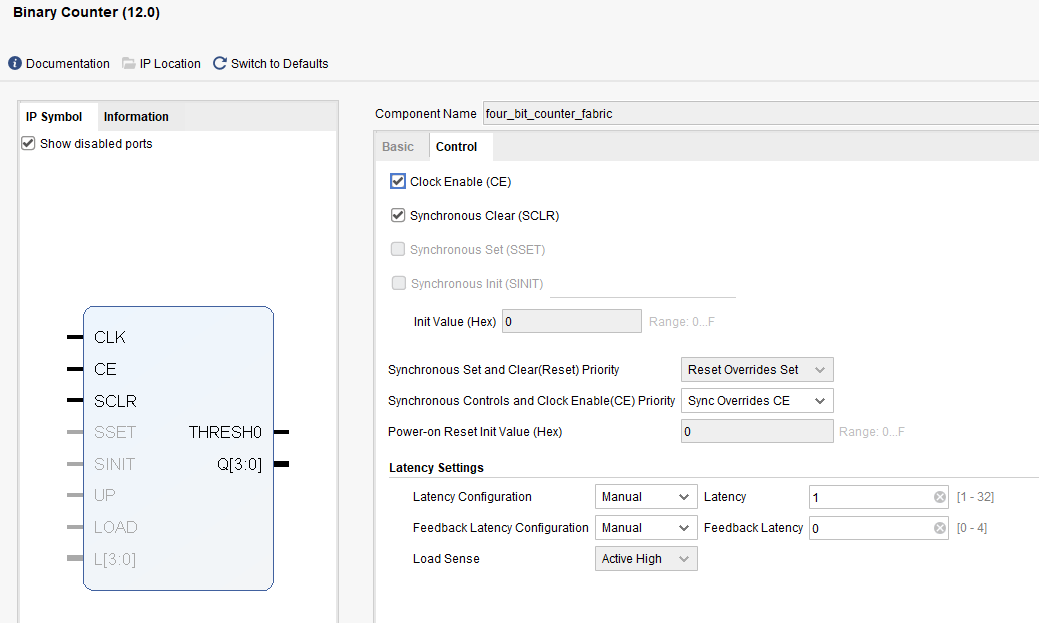 Binary Counter (12.0)
Documentation IP Location Switch to Defaults
IP Symbol Information
Show disabled ports
CLK
CE
SCLR
SSET THRESH0
SINIT Q[3:0]
UP
LOAD
L[3:0]
Component Name four_bit_counter_fabric
Basic Control
Clock Enable (CE)
Synchronous Clear (SCLR)
Synchronous Set (SSET)
Synchronous Init (SINIT)
Init Value (Hex) 0 Range: 0...F
Synchronous Set and Clear(Reset) Priority Reset Overrides Set
Synchronous Controls and Clock Enable(CE) Priority Sync Overrides CE
Power-on Reset Init Value (Hex) 0 Range: 0...F
Latency Settings
Latency Configuration Manual Latency 1 [1 - 32]
Feedback Latency Configuration Manual Feedback Latency 0 [0 - 4]
Load Sense Active High